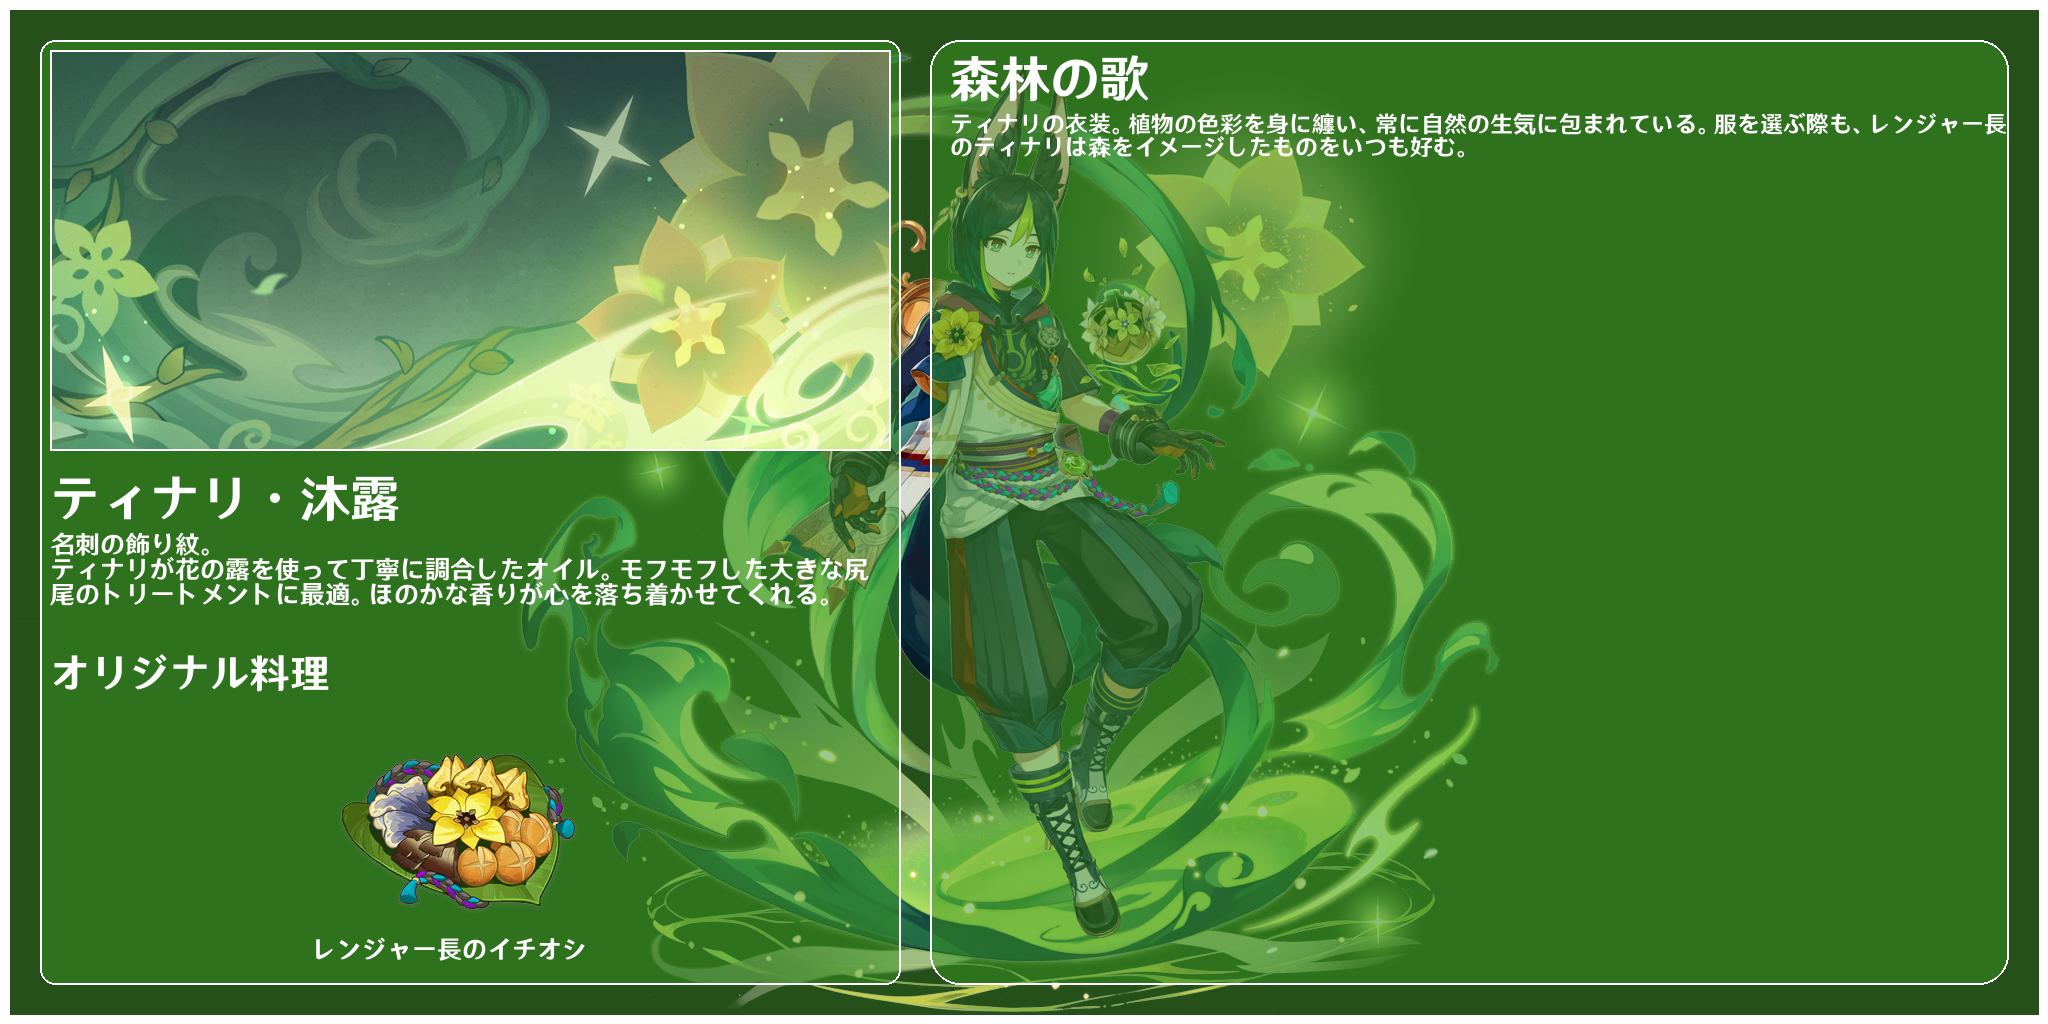 ティナリ・沐露
名刺の飾り紋。
ティナリが花の露を使って丁寧に調合したオイル。モフモフした大きな尻
尾のトリートメントに最適。ほのかな香りが心を落ち着かせてくれる。
オリジナル料理
レンジャー長のイチオシ
森林の歌
ティナリの衣装。植物の色彩を身に纏い、常に自然の生気に包まれている。服を選ぶ際も、レンジャー長
のティナリは森をイメージしたものをいつも好む。